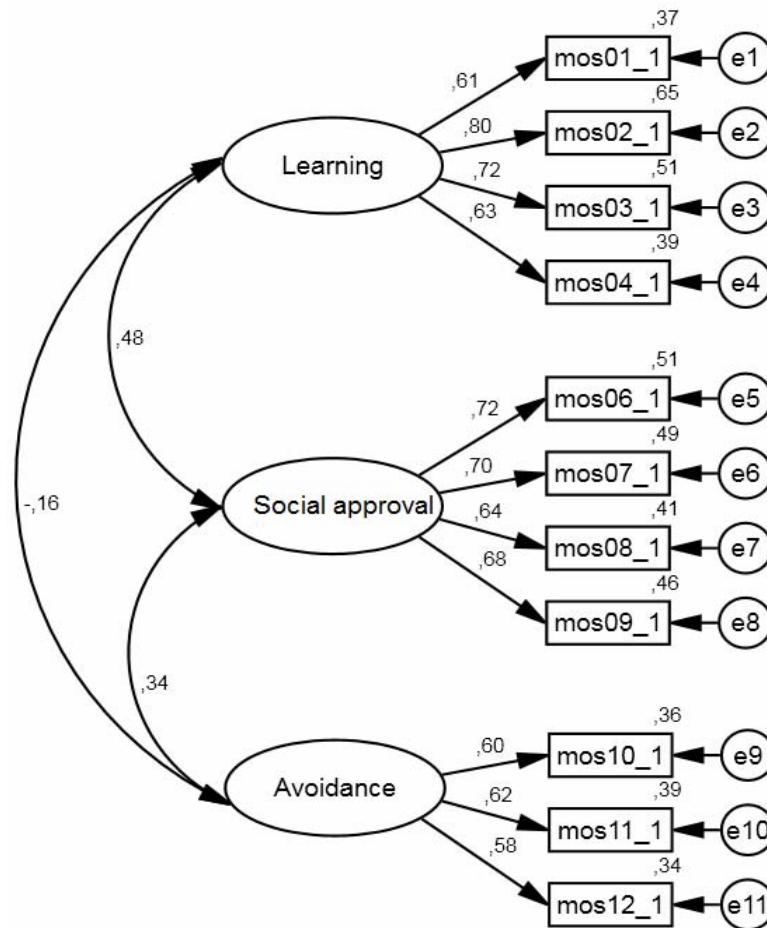 ,37
,61
mos01_1
e1
,65
,80
mos02_1
e2
,51
,72
mos03_1
e3
Learning
,39
,63
mos04_1
e4
,48
,51
,72
mos06_1
e5
,49
,70
mos07_1
e6
-,16
Social approval
,41
,64
mos08_1
e7
,46
,68
mos09_1
e8
,34
,36
,60
mos10_1
e9
Avoidance
,39
,62
mos11_1
e10
,34
,58
mos12_1
e11